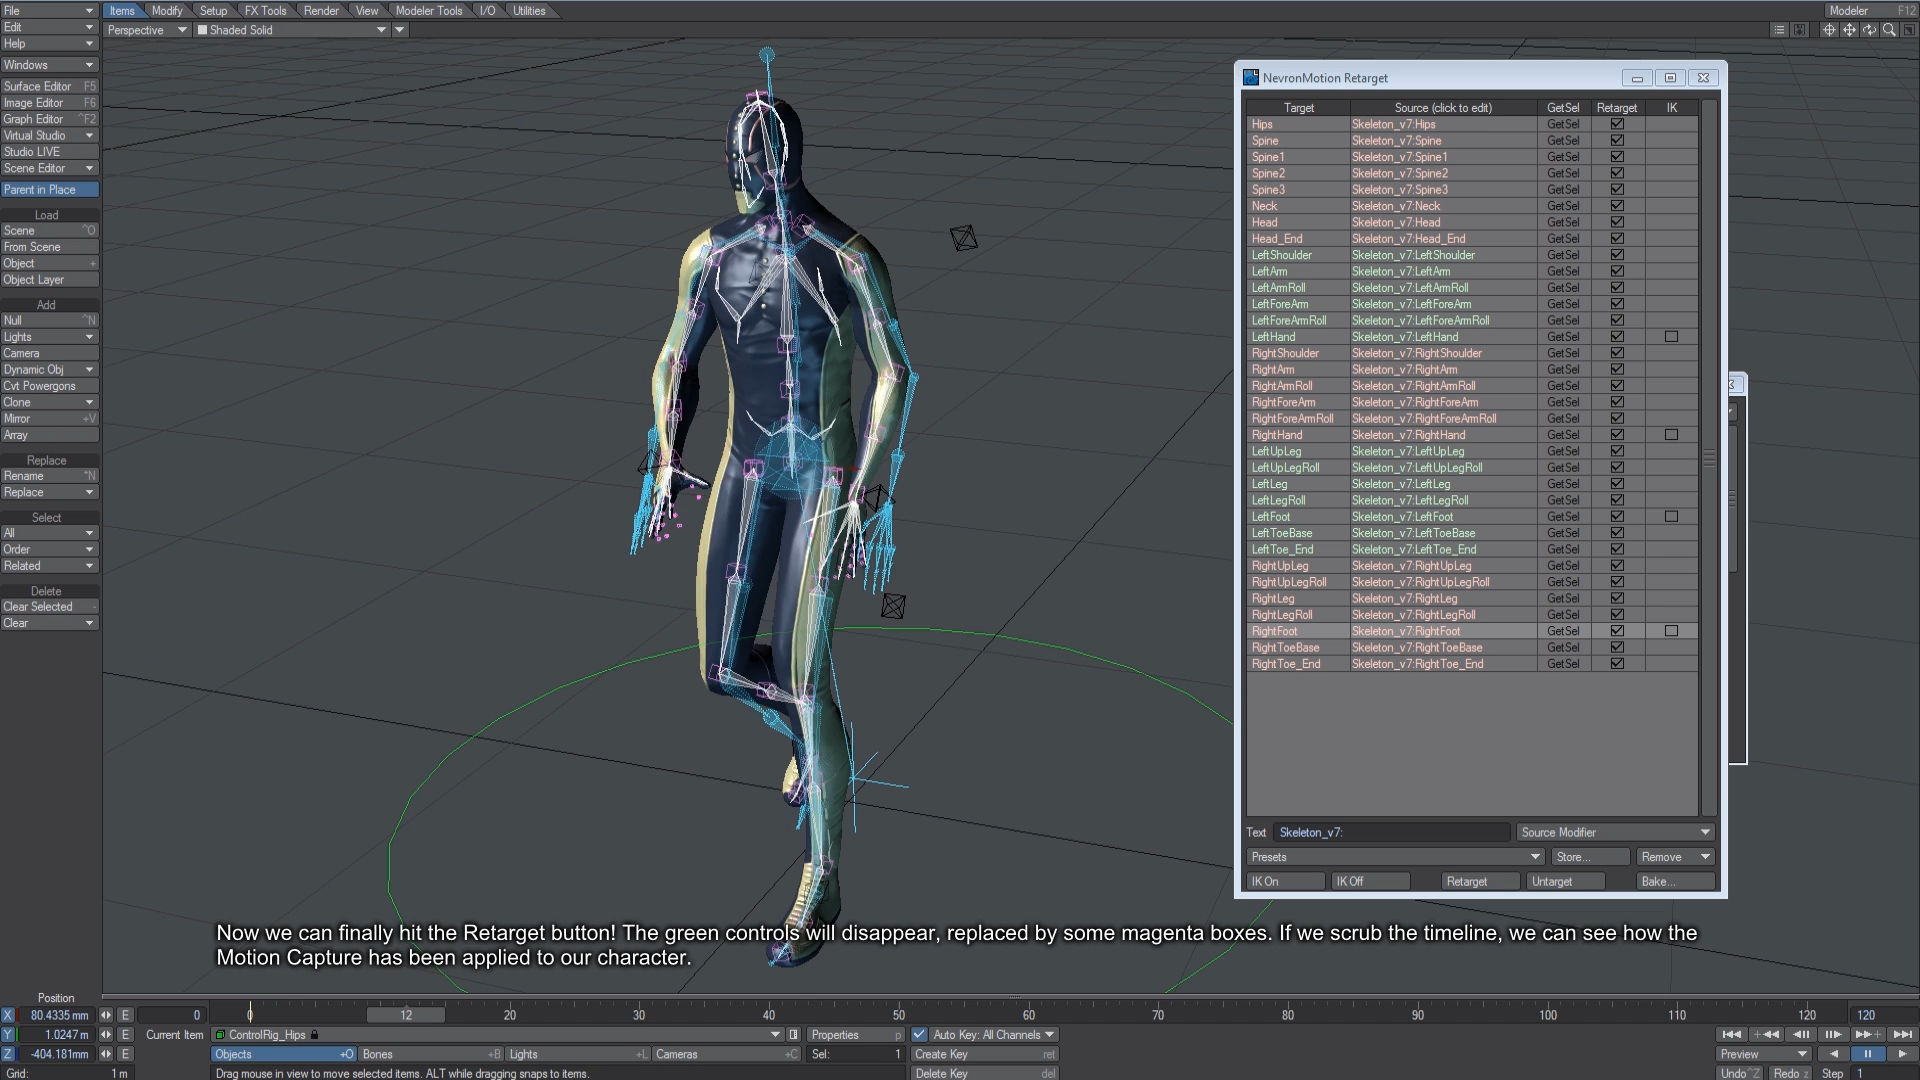 File
Items
Modify
Setup
FX Tools
Render
View
Modeler Tools
I/O
Utilities
Modeler F12
Edit
Help
Perspective
Shaded Solid
Windows
Surface Editor F5
Image Editor F6
Graph Editor ^F2
Virtual Studio
Studio LIVE
Scene Editor
Parent in Place
Load
Scene ^O
From Scene
Object +
Object Layer
Add
Null ^N
Lights
Camera
Dynamic Obj
Cvt Powergons
Clone
Mirror +V
Array
Replace
Rename ^N
Replace
Select
All
Order
Related
Delete
Clear Selected -
Clear
NevronMotion Retarget
Target Source (click to edit) GetSel Retarget IK
Hips Skeleton_v7:Hips GetSel
Spine Skeleton_v7:Spine GetSel
Spine1 Skeleton_v7:Spine1 GetSel
Spine2 Skeleton_v7:Spine2 GetSel
Spine3 Skeleton_v7:Spine3 GetSel
Neck Skeleton_v7:Neck GetSel
Head Skeleton_v7:Head GetSel
Head_End Skeleton_v7:Head_End GetSel
LeftShoulder Skeleton_v7:LeftShoulder GetSel
LeftArm Skeleton_v7:LeftArm GetSel
LeftArmRoll Skeleton_v7:LeftArmRoll GetSel
LeftForeArm Skeleton_v7:LeftForeArm GetSel
LeftForeArmRoll Skeleton_v7:LeftForeArmRoll GetSel
LeftHand Skeleton_v7:LeftHand GetSel
RightShoulder Skeleton_v7:RightShoulder GetSel
RightArm Skeleton_v7:RightArm GetSel
RightArmRoll Skeleton_v7:RightArmRoll GetSel
RightForeArm Skeleton_v7:RightForeArm GetSel
RightForeArmRoll Skeleton_v7:RightForeArmRoll GetSel
RightHand Skeleton_v7:RightHand GetSel
LeftUpLeg Skeleton_v7:LeftUpLeg GetSel
LeftUpLegRoll Skeleton_v7:LeftUpLegRoll GetSel
LeftLeg Skeleton_v7:LeftLeg GetSel
LeftLegRoll Skeleton_v7:LeftLegRoll GetSel
LeftFoot Skeleton_v7:LeftFoot GetSel
LeftToeBase Skeleton_v7:LeftToeBase GetSel
LeftToe_End Skeleton_v7:LeftToe_End GetSel
RightUpLeg Skeleton_v7:RightUpLeg GetSel
RightUpLegRoll Skeleton_v7:RightUpLegRoll GetSel
RightLeg Skeleton_v7:RightLeg GetSel
RightLegRoll Skeleton_v7:RightLegRoll GetSel
RightFoot Skeleton_v7:RightFoot GetSel
RightToeBase Skeleton_v7:RightToeBase GetSel
RightToe_End Skeleton_v7:RightToe_End GetSel
Text Skeleton_v7: Source Modifier
Presets Store... Remove
IK On IK Off Retarget Untarget Bake...
Now we can finally hit the Retarget button! The green controls will disappear, replaced by some magenta boxes. If we scrub the timeline, we can see how the
Motion Capture has been applied to our character.
Position
X 80.4335 mm E 0 0 12 20 30 40 50 60 70 80 90 100 110 120 120
Y 1.0247 m E Current Item ControlRig_Hips Properties p Auto Key: All Channels
Z -404.181mm E Objects +O Bones +B Lights +L Cameras +C Sel: 1 Create Key ret Preview
Grid: 1 m Drag mouse in view to move selected items. ALT while dragging snaps to items. Delete Key del Undo^Z Redo z Step 1